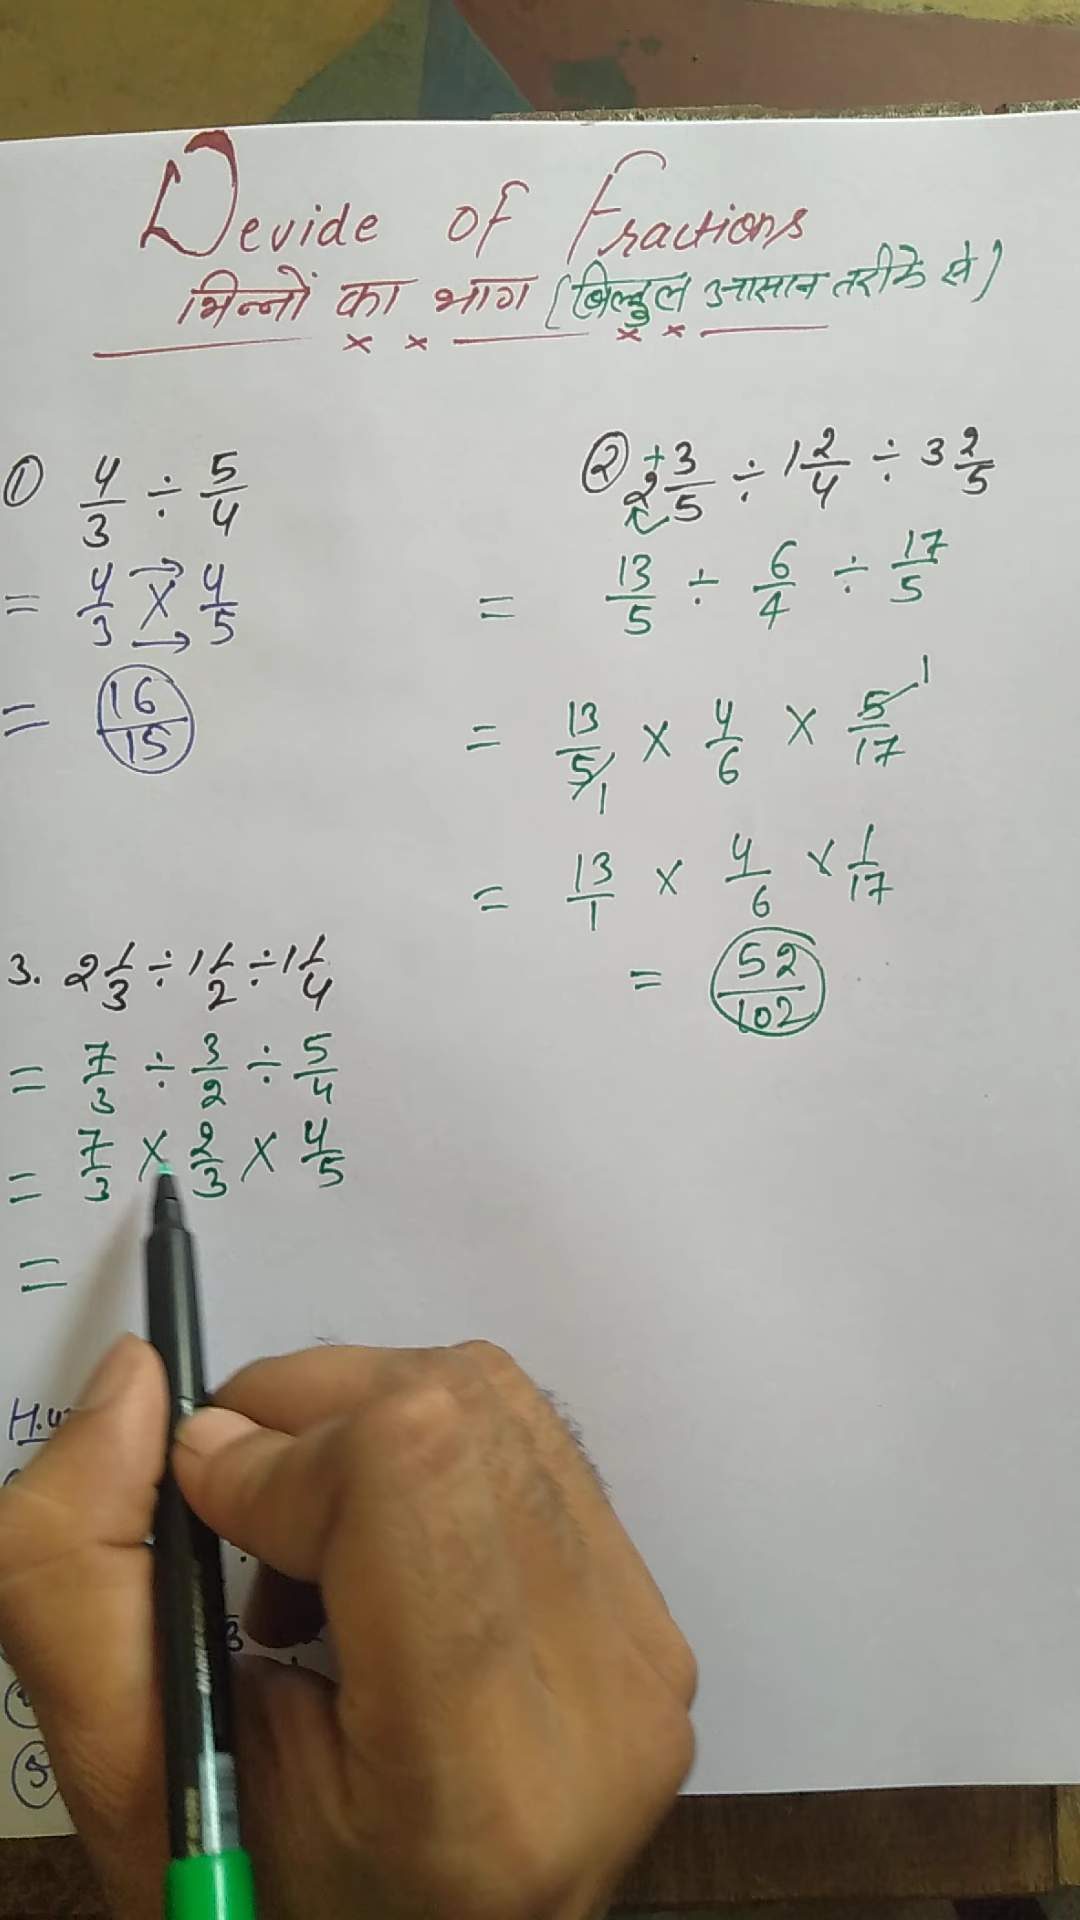 Devide of Fractions
भिन्नों का भाग (बिल्कुल आसान तरीके से)
① 4/3 ÷ 5/4
= 4/3 × 4/5
= 16/15
② 2 3/5 ÷ 1 2/4 ÷ 3 2/5
= 13/5 ÷ 6/4 ÷ 17/5
= 13/5 1 × 4/6 × 5/17 1
= 13/1 × 4/6 × 1/17
= 52/102
3. 2 1/3 ÷ 1 1/2 ÷ 1 1/4
= 7/3 ÷ 3/2 ÷ 5/4
= 7/3 × 2/3 × 4/5
=
⑤